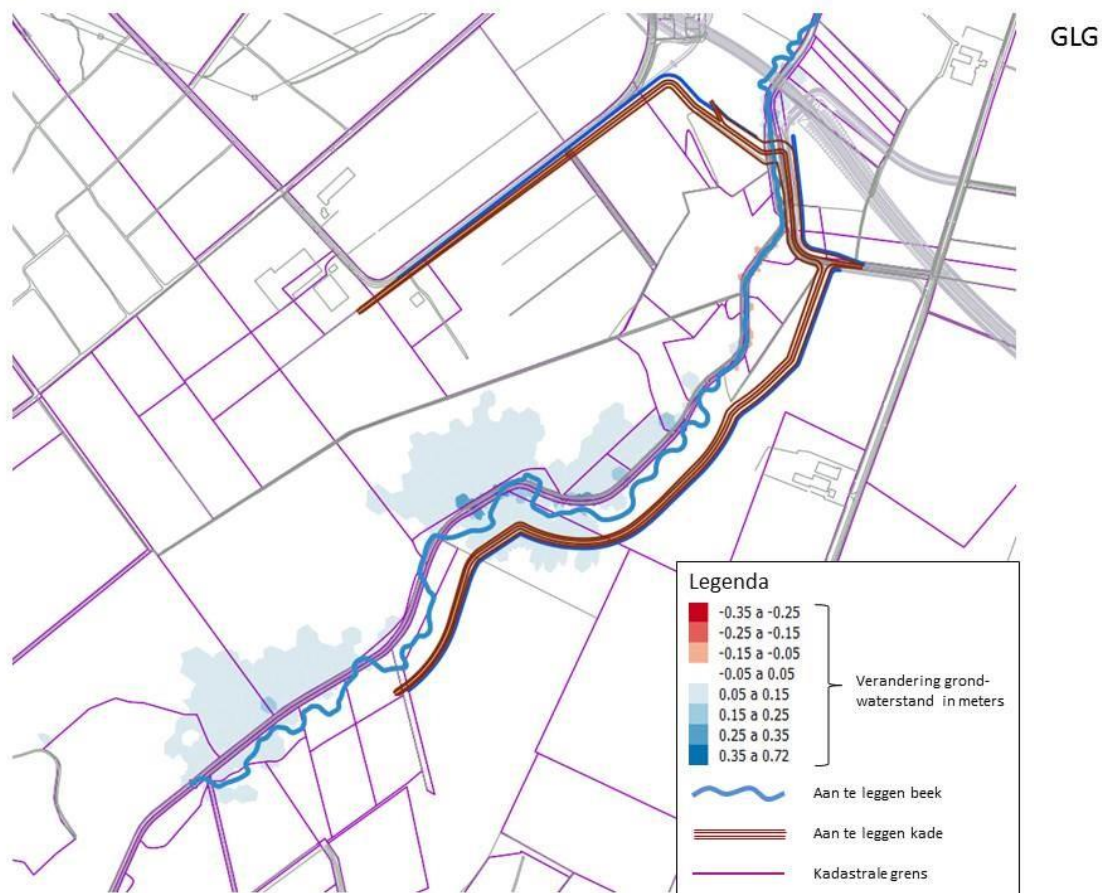 GLG
Legenda
-0.35 a -0.25
-0.25 a -0.15
-0.15 a -0.05
-0.05 a 0.05
0.05 a 0.15
0.15 a 0.25
0.25 a 0.35
0.35 a 0.72
Verandering grond-
waterstand in meters
Aan te leggen beek
Aan te leggen kade
Kadastrale grens